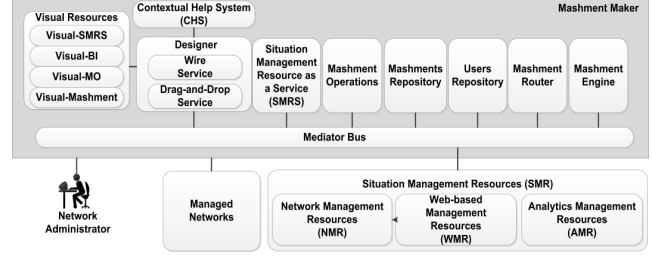 Mashment Maker
Visual Resources
Visual-SMRS
Visual-BI
Visual-MO
Visual-Mashment
Contextual Help System
(CHS)
Designer
Wire
Service
Drag-and-Drop
Service
Situation
Management
Resource as
a Service
(SMRS)
Mashment
Operations
Mashments
Repository
Users
Repository
Mashment
Router
Mashment
Engine
Mediator Bus
Network
Administrator
Managed
Networks
Situation Management Resources (SMR)
Network Management
Resources
(NMR)
Web-based
Management
Resources
(WMR)
Analytics Management
Resources
(AMR)